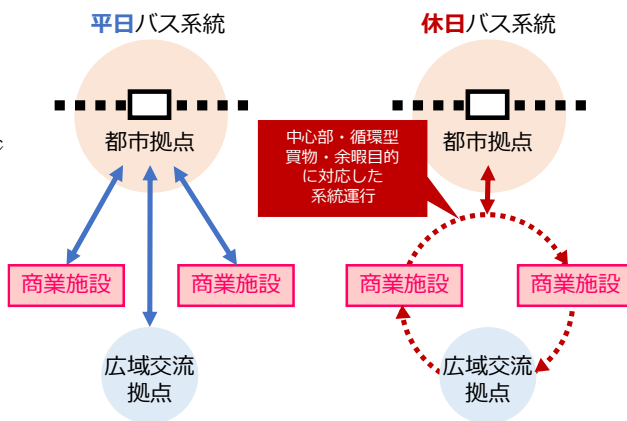 平日バス系統
都市拠点
商業施設
商業施設
広域交流
拠点
休日バス系統
都市拠点
中心部・循環型
買物・余暇目的
に対応した
系統運行
商業施設
商業施設
広域交流
拠点